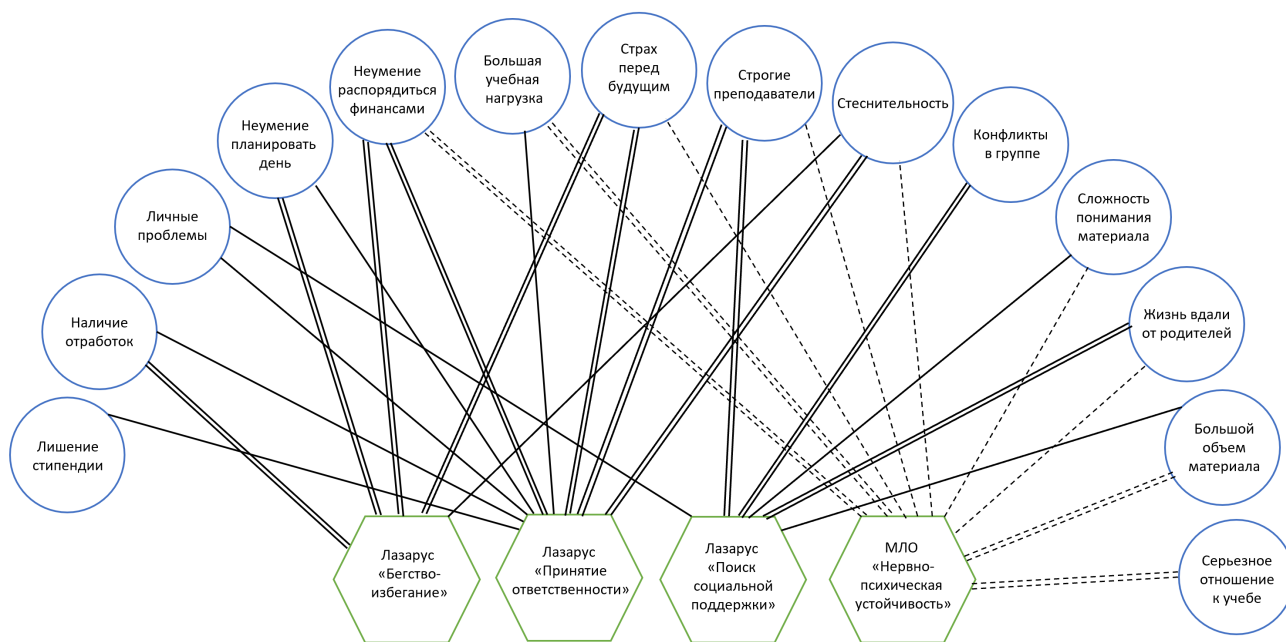 Лишение
стипендии
Наличие
отработок
Личные
проблемы
Неумение
планировать
день
Неумение
распорядиться
финансами
Большая
учебная
нагрузка
Страх
перед
будущим
Строгие
преподаватели
Стеснительность
Конфликты
в группе
Сложность
понимания
материала
Жизнь вдали
от родителей
Большой
объем
материала
Серьезное
отношение
к учебе
Лазарус
«Бегство-
избегание»
Лазарус
«Принятие
ответственности»
Лазарус
«Поиск
социальной
поддержки»
МЛО
«Нервно-
психическая
устойчивость»